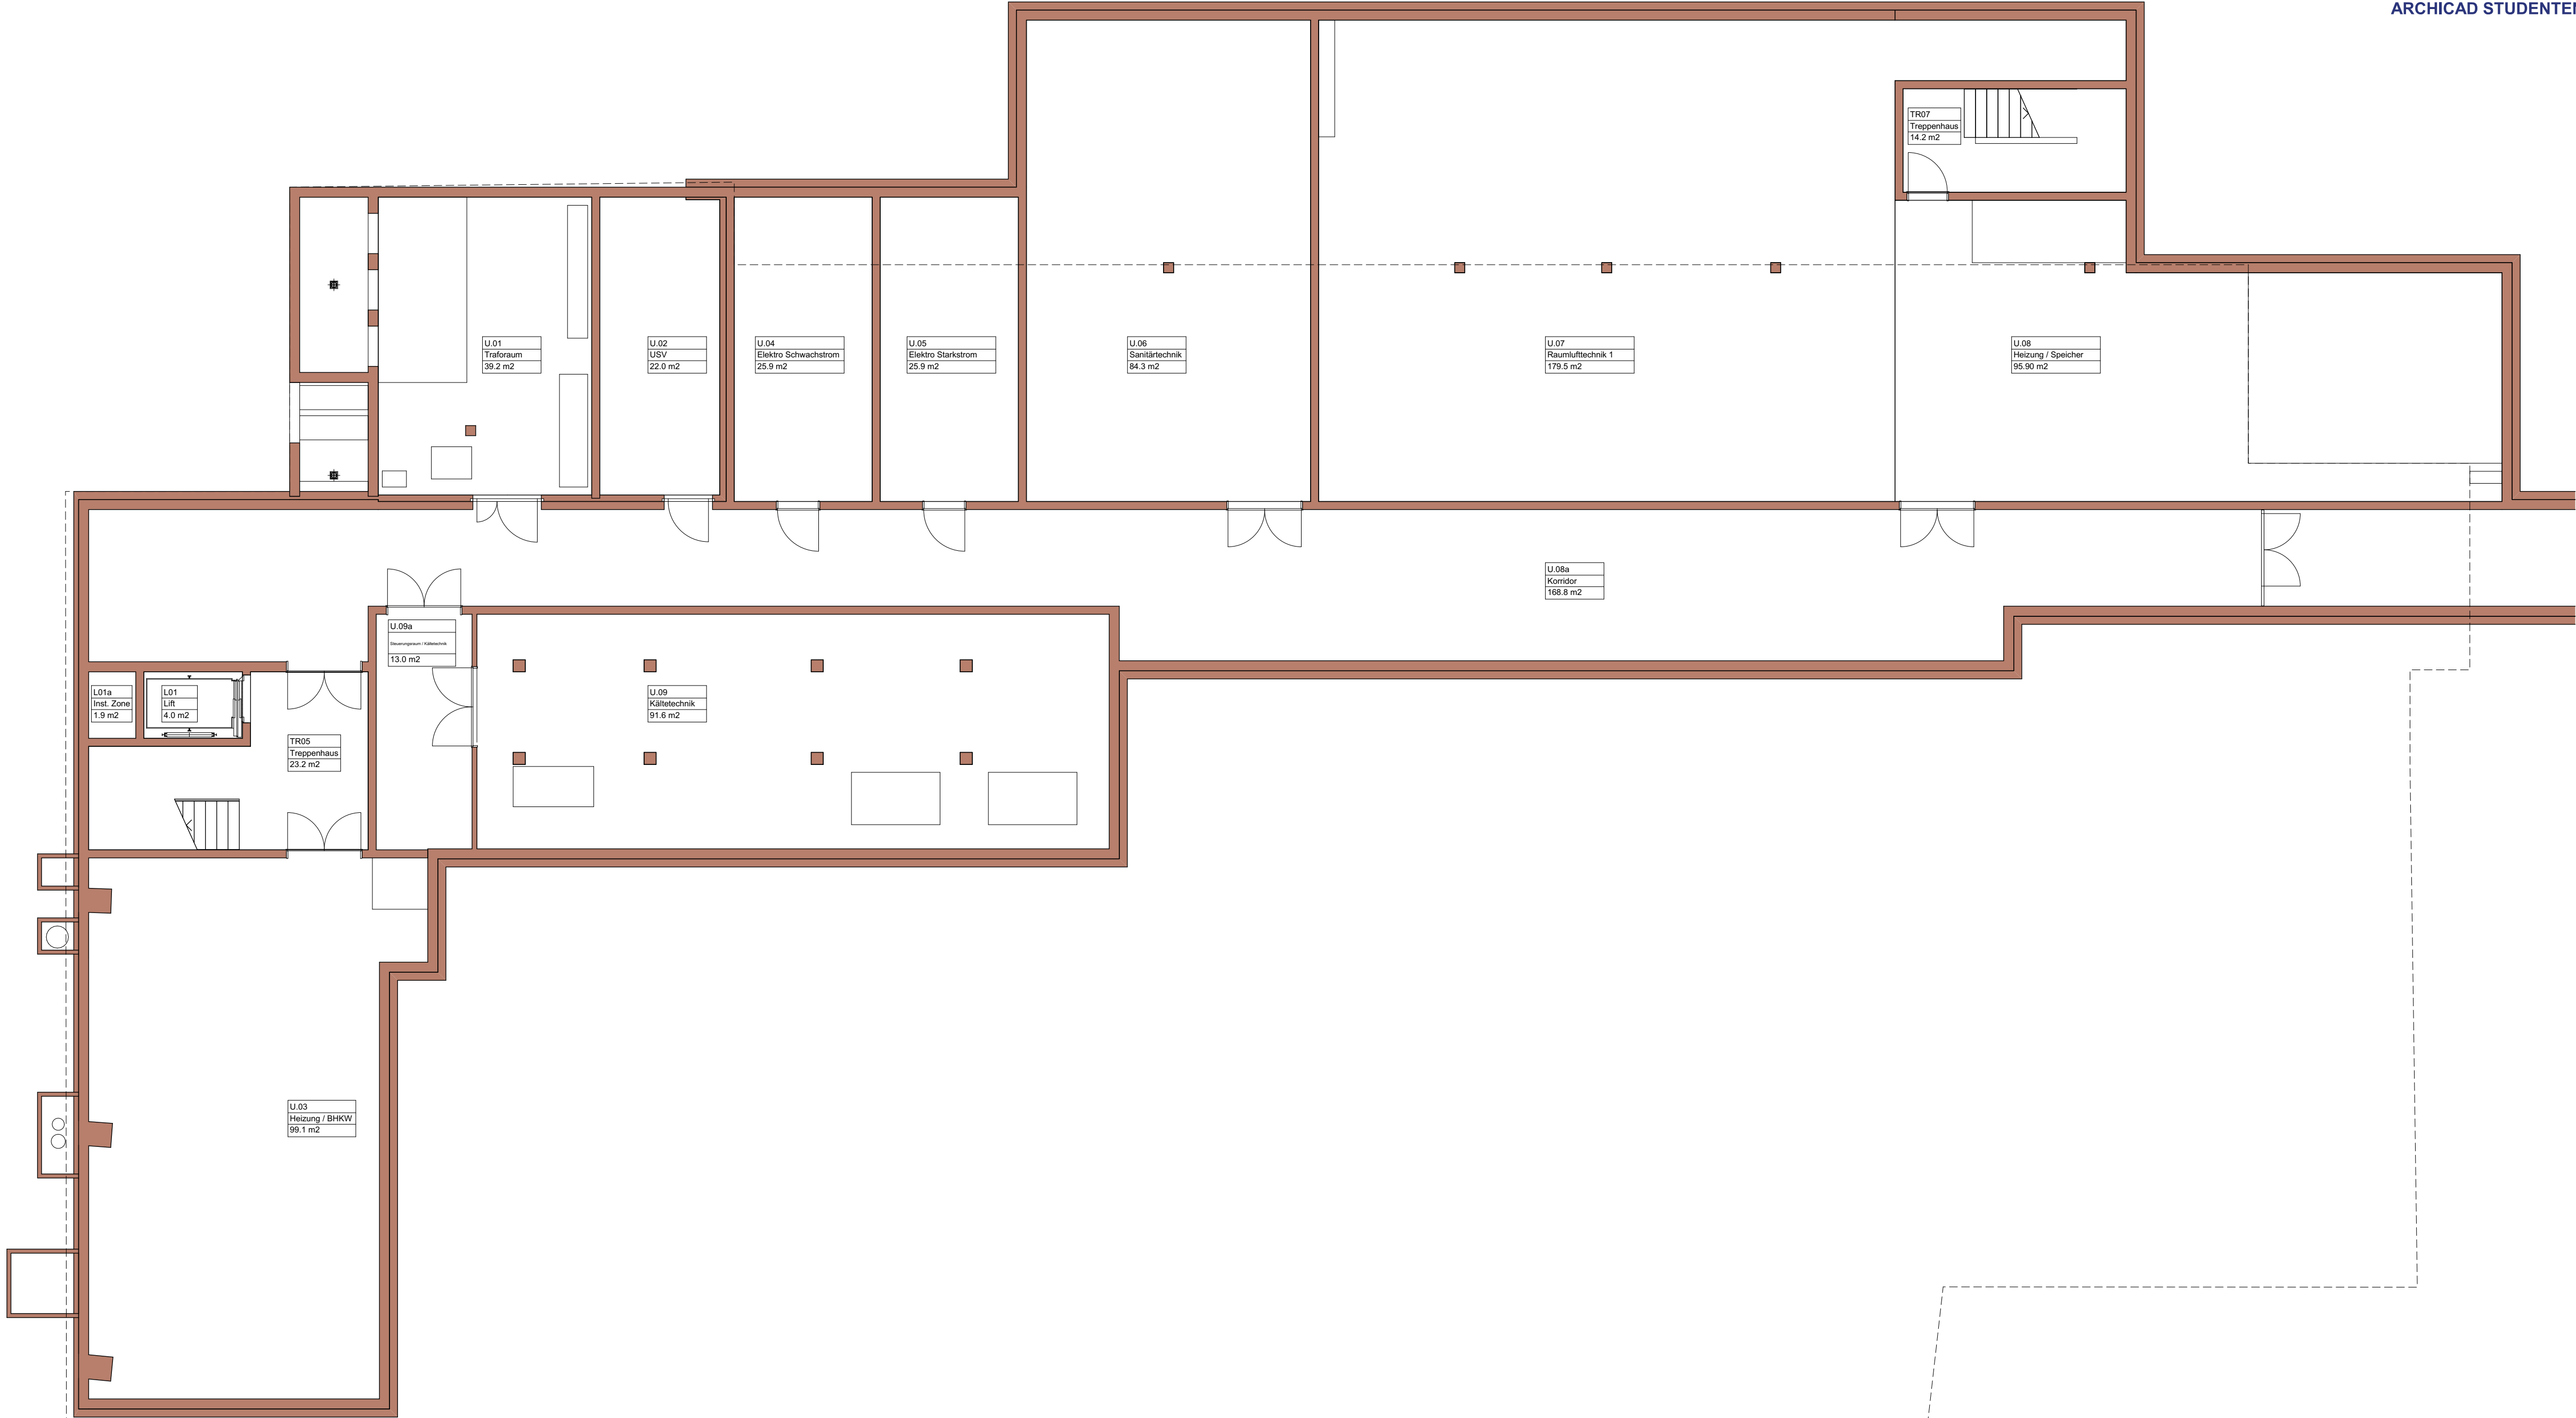 ARCHICAD STUDENTEN
TR07
Treppenhaus
14.2 m2
U.01
Traforaum
39.2 m2
U.02
USV
22.0 m2
U.04
Elektro Schwachstrom
25.9 m2
U.05
Elektro Starkstrom
25.9 m2
U.06
Sanitärtechnik
84.3 m2
U.07
Raumlufttechnik 1
179.5 m2
U.08
Heizung / Speicher
95.90 m2
U.08a
Korridor
168.8 m2
U.09a
Steuerungsraum / Kältetechnik
13.0 m2
L01a
Inst. Zone
1.9 m2
L01
Lift
4.0 m2
U.09
Kältetechnik
91.6 m2
TR05
Treppenhaus
23.2 m2
U.03
Heizung / BHKW
99.1 m2